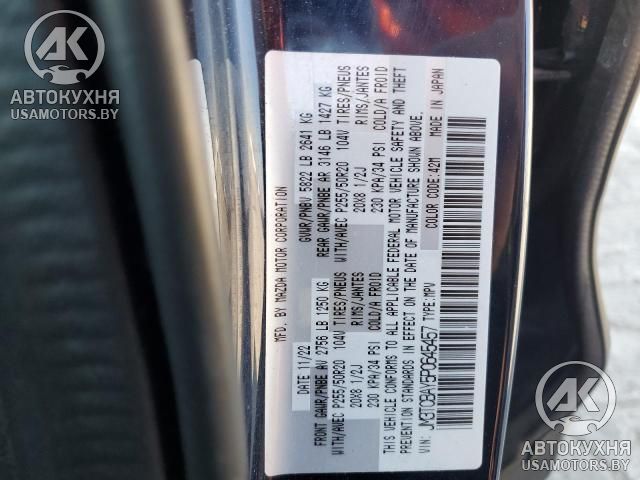 AK
АВТОКУХНЯ
USAMOTORS.BY
MFD. BY MAZDA MOTOR CORPORATION
DATE 11/22 GVWR/PNBV 5822 LB 2641 KG
FRONT GAWR/PNBE AV 2756 LB 1250 KG REAR GAWR/PNBE AR 3146 LB 1427 KG
WITH/AVEC P255/50R20 104V TIRES/PNEUS WITH/AVEC P255/50R20 104V TIRES/PNEUS
20X8 1/2J RIMS/JANTES 20X8 1/2J RIMS/JANTES
230 KPA/34 PSI COLD/A FROID 230 KPA/34 PSI COLD/A FROID
THIS VEHICLE CONFORMS TO ALL APPLICABLE FEDERAL MOTOR VEHICLE SAFETY AND THEFT
PREVENTION STANDARDS IN EFFECT ON THE DATE OF MANUFACTURE SHOWN ABOVE.
VIN: JM3TCBAY5P0645457 TYPE: MPV COLOR CODE: 42M MADE IN JAPAN
AK
АВТОКУХНЯ
USAMOTORS.BY